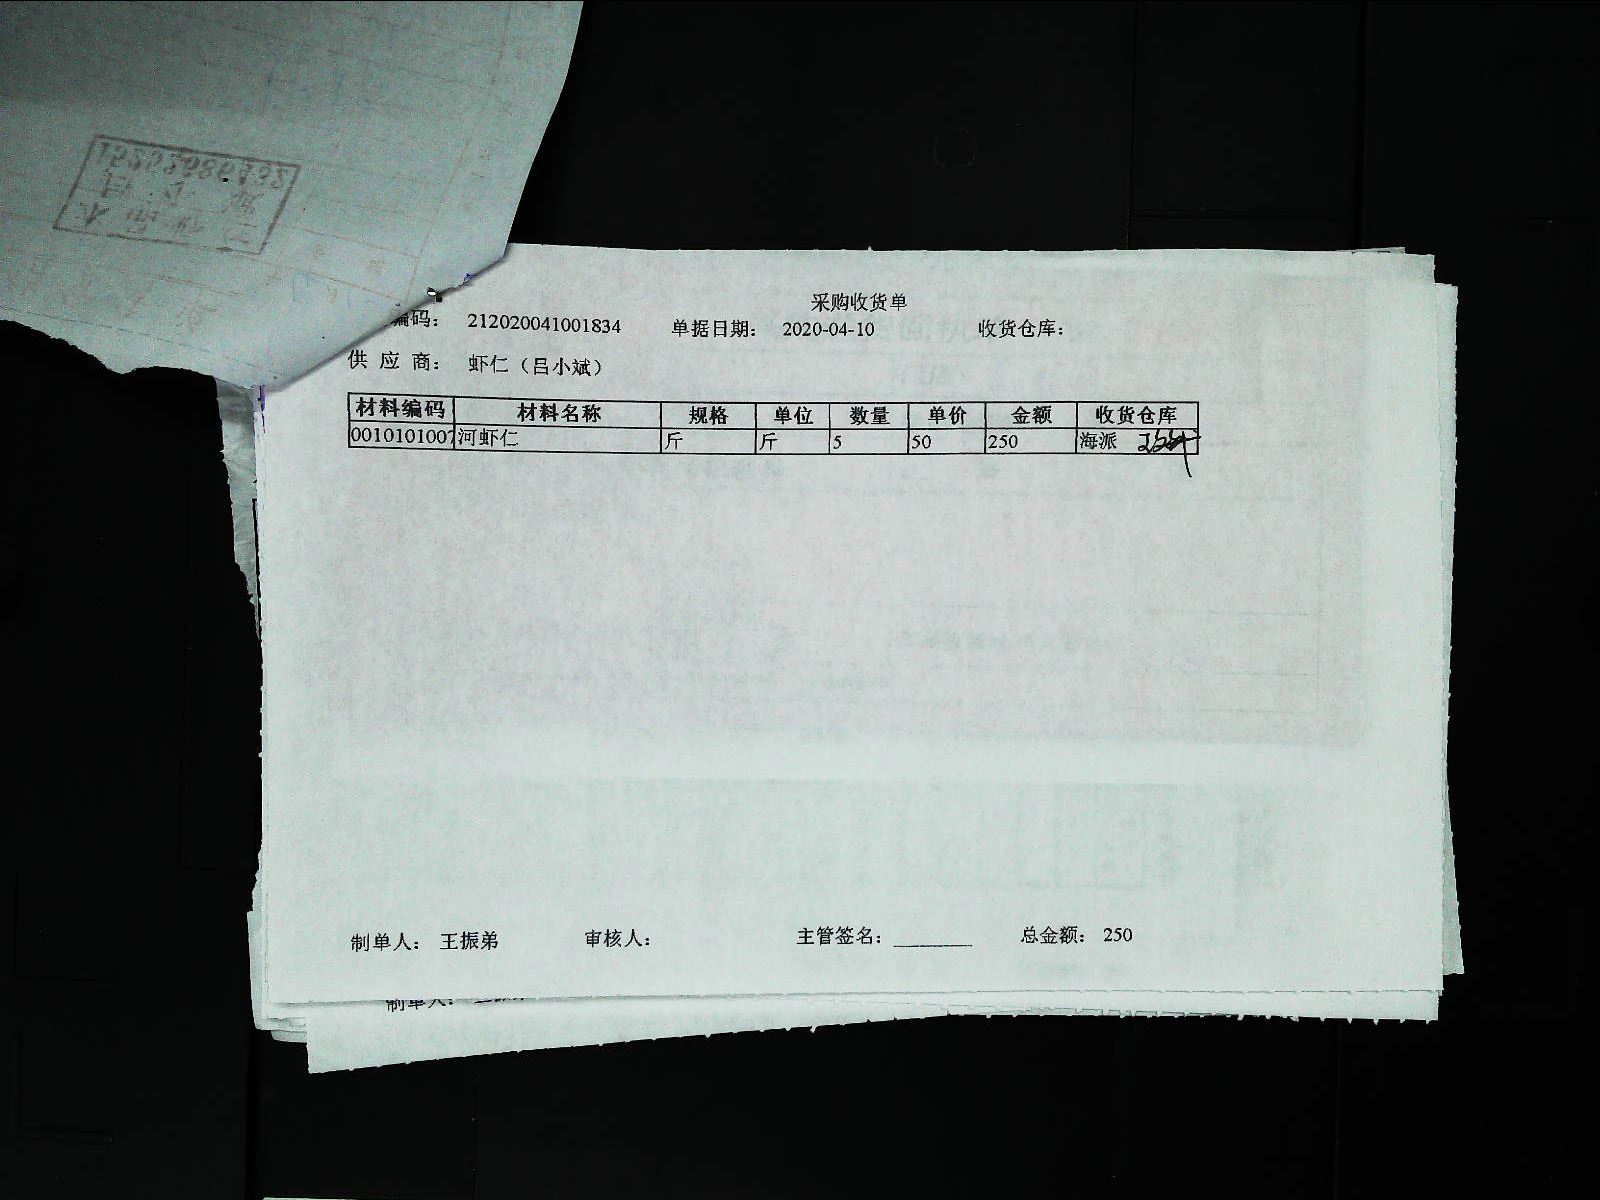 采购收货单
编码： 212020041001834 单据日期： 2020-04-10 收货仓库：
供 应 商： 虾仁（吕小斌）
材料编码 材料名称 规格 单位 数量 单价 金额 收货仓库
0010101007 河虾仁 斤 斤 5 50 250 海派
制单人： 王振弟 审核人： 主管签名： ________ 总金额： 250
制单人：